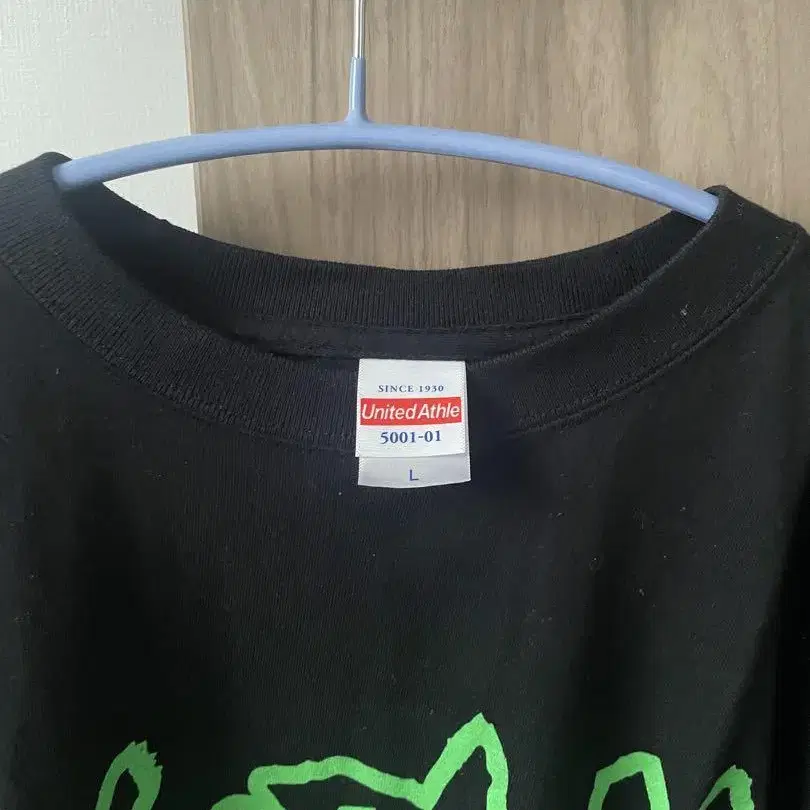 SINCE 1930
United Athle
5001-01
L